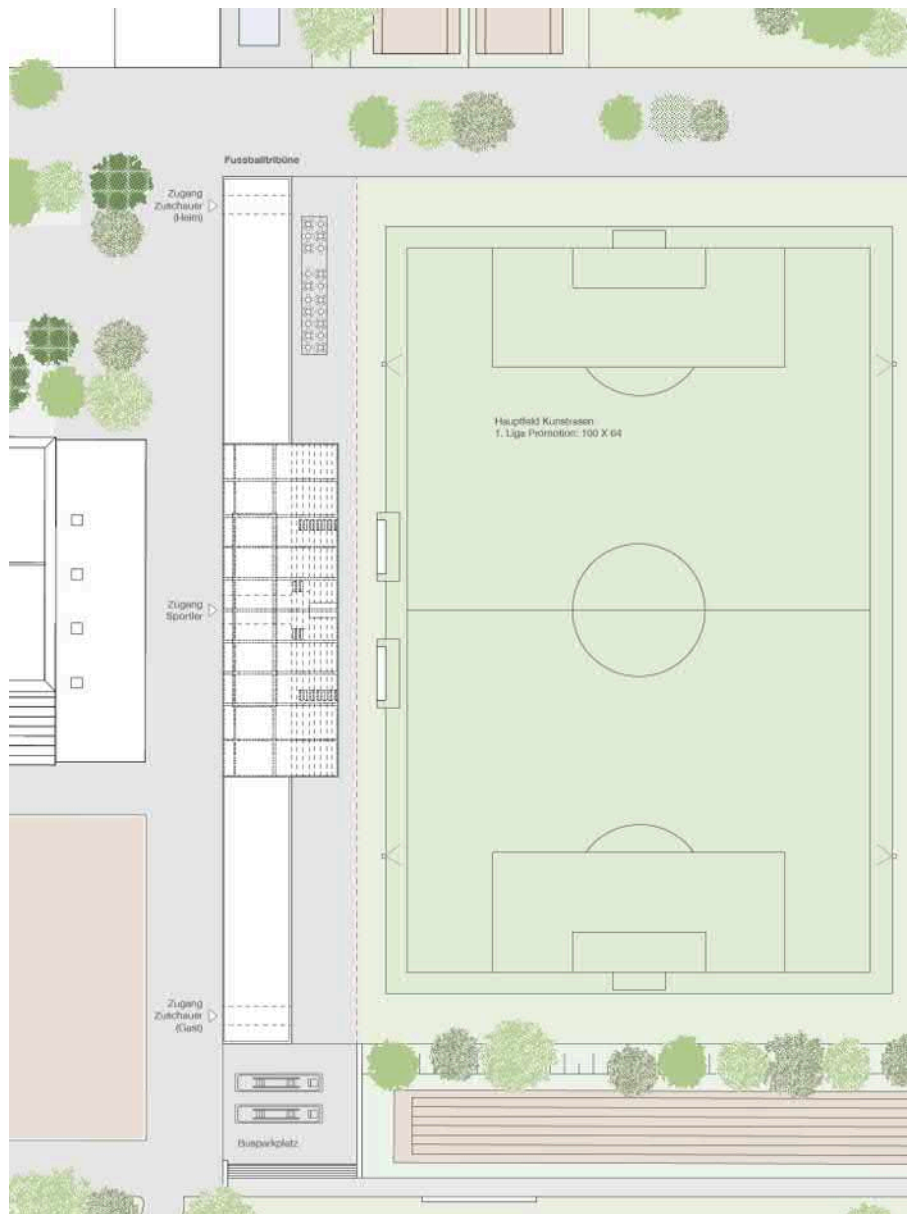 Fussballtribüne
Zugang
Zuschauer
(Heim)
Hauptfeld Kunstrasen
1. Liga Promotion: 100 X 64
Zugang
Sportler
Zugang
Zuschauer
(Gast)
Busparkplatz